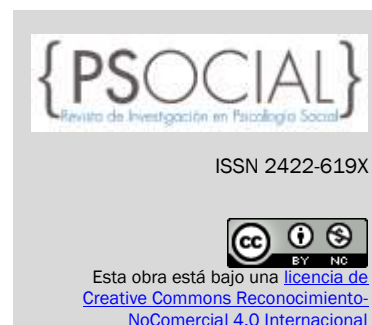 {PSOCIAL}
Revista de Investigación en Psicología Social
ISSN 2422-619X
cc
BY NC
Esta obra está bajo una licencia de
Creative Commons Reconocimiento-
NoComercial 4.0 Internacional